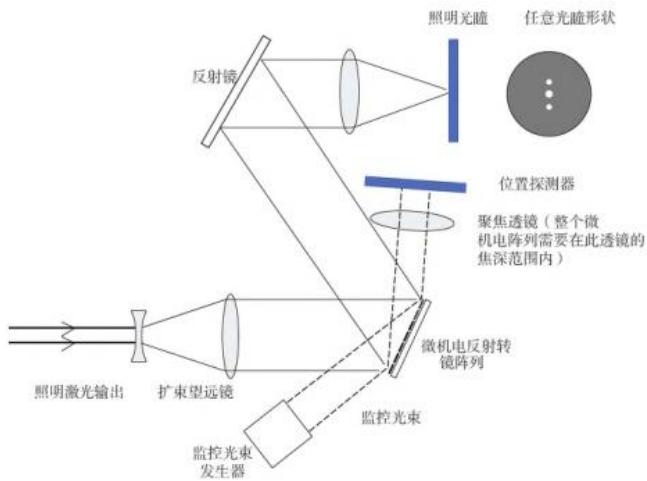 照明光瞳
任意光瞳形状
反射镜
位置探测器
聚焦透镜（整个微
机电阵列需要在此透镜的
焦深范围内）
微机电反射转
镜阵列
照明激光输出
扩束望远镜
监控光束
监控光束
发生器